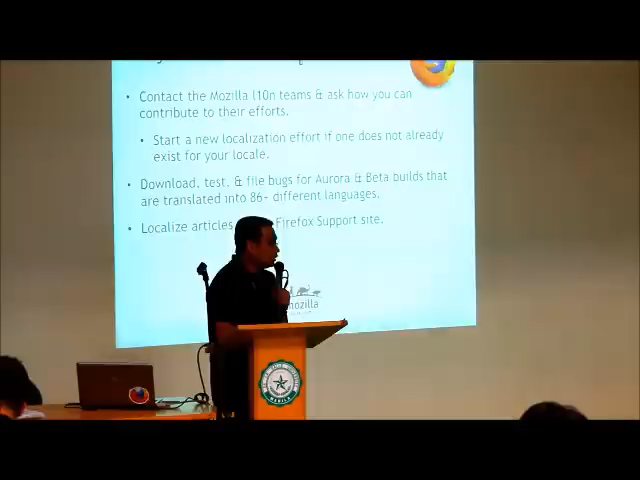 • Contact the Mozilla l10n teams & ask how you can
contribute to their efforts.
• Start a new localization effort if one does not already
exist for your locale.
• Download, test, & file bugs for Aurora & Beta builds that
are translated into 86+ different languages.
• Localize articles Firefox Support site.
mozilla
MANILA